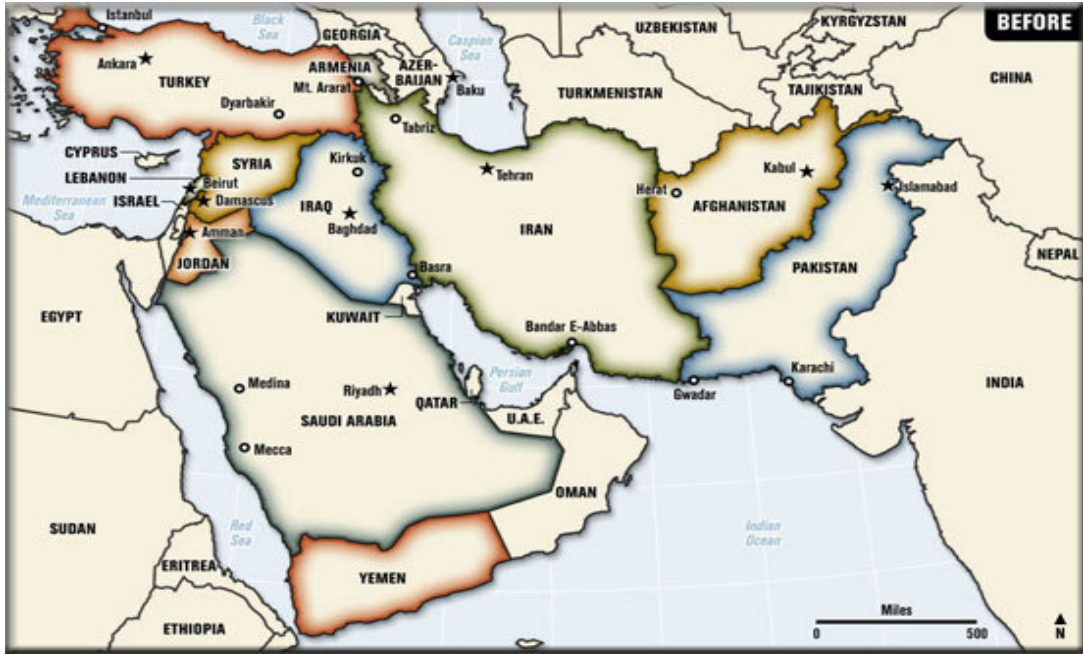 Istanbul
Black
Sea
GEORGIA
Caspian
Sea
UZBEKISTAN
KYRGYZSTAN
BEFORE
Ankara
TURKEY
ARMENIA
AZER-
BAIJAN
Mt. Ararat
Baku
TURKMENISTAN
TAJIKISTAN
CHINA
Dyarbakir
Tabriz
CYPRUS
SYRIA
Kirkuk
Tehran
Kabul
LEBANON
Beirut
Herat
Islamabad
Mediterranean
Sea
ISRAEL
Damascus
IRAQ
AFGHANISTAN
Baghdad
IRAN
Amman
JORDAN
Basra
PAKISTAN
NEPAL
EGYPT
KUWAIT
Bandar E-Abbas
Persian
Gulf
Karachi
Medina
Riyadh
QATAR
Gwadar
INDIA
SAUDI ARABIA
U.A.E.
Mecca
OMAN
SUDAN
Red
Sea
Indian
Ocean
ERITREA
YEMEN
Miles
0
500
N
ETHIOPIA